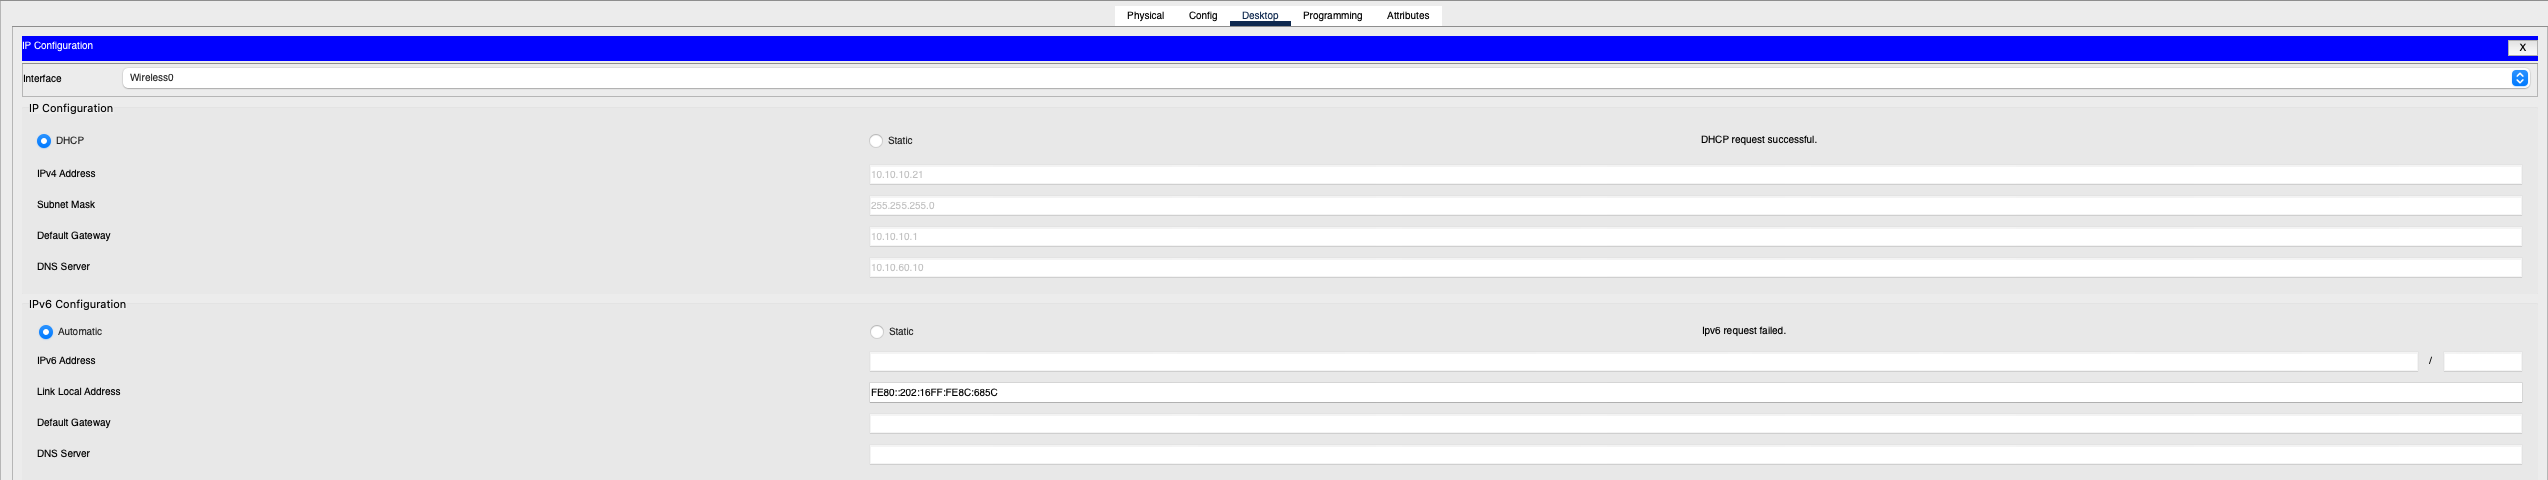 Physical Config Desktop Programming Attributes
IP Configuration X
Interface Wireless0
IP Configuration
DHCP Static DHCP request successful.
IPv4 Address 10.10.10.21
Subnet Mask 255.255.255.0
Default Gateway 10.10.10.1
DNS Server 10.10.60.10
IPv6 Configuration
Automatic Static Ipv6 request failed.
IPv6 Address /
Link Local Address FE80::202:16FF:FE8C:685C
Default Gateway
DNS Server